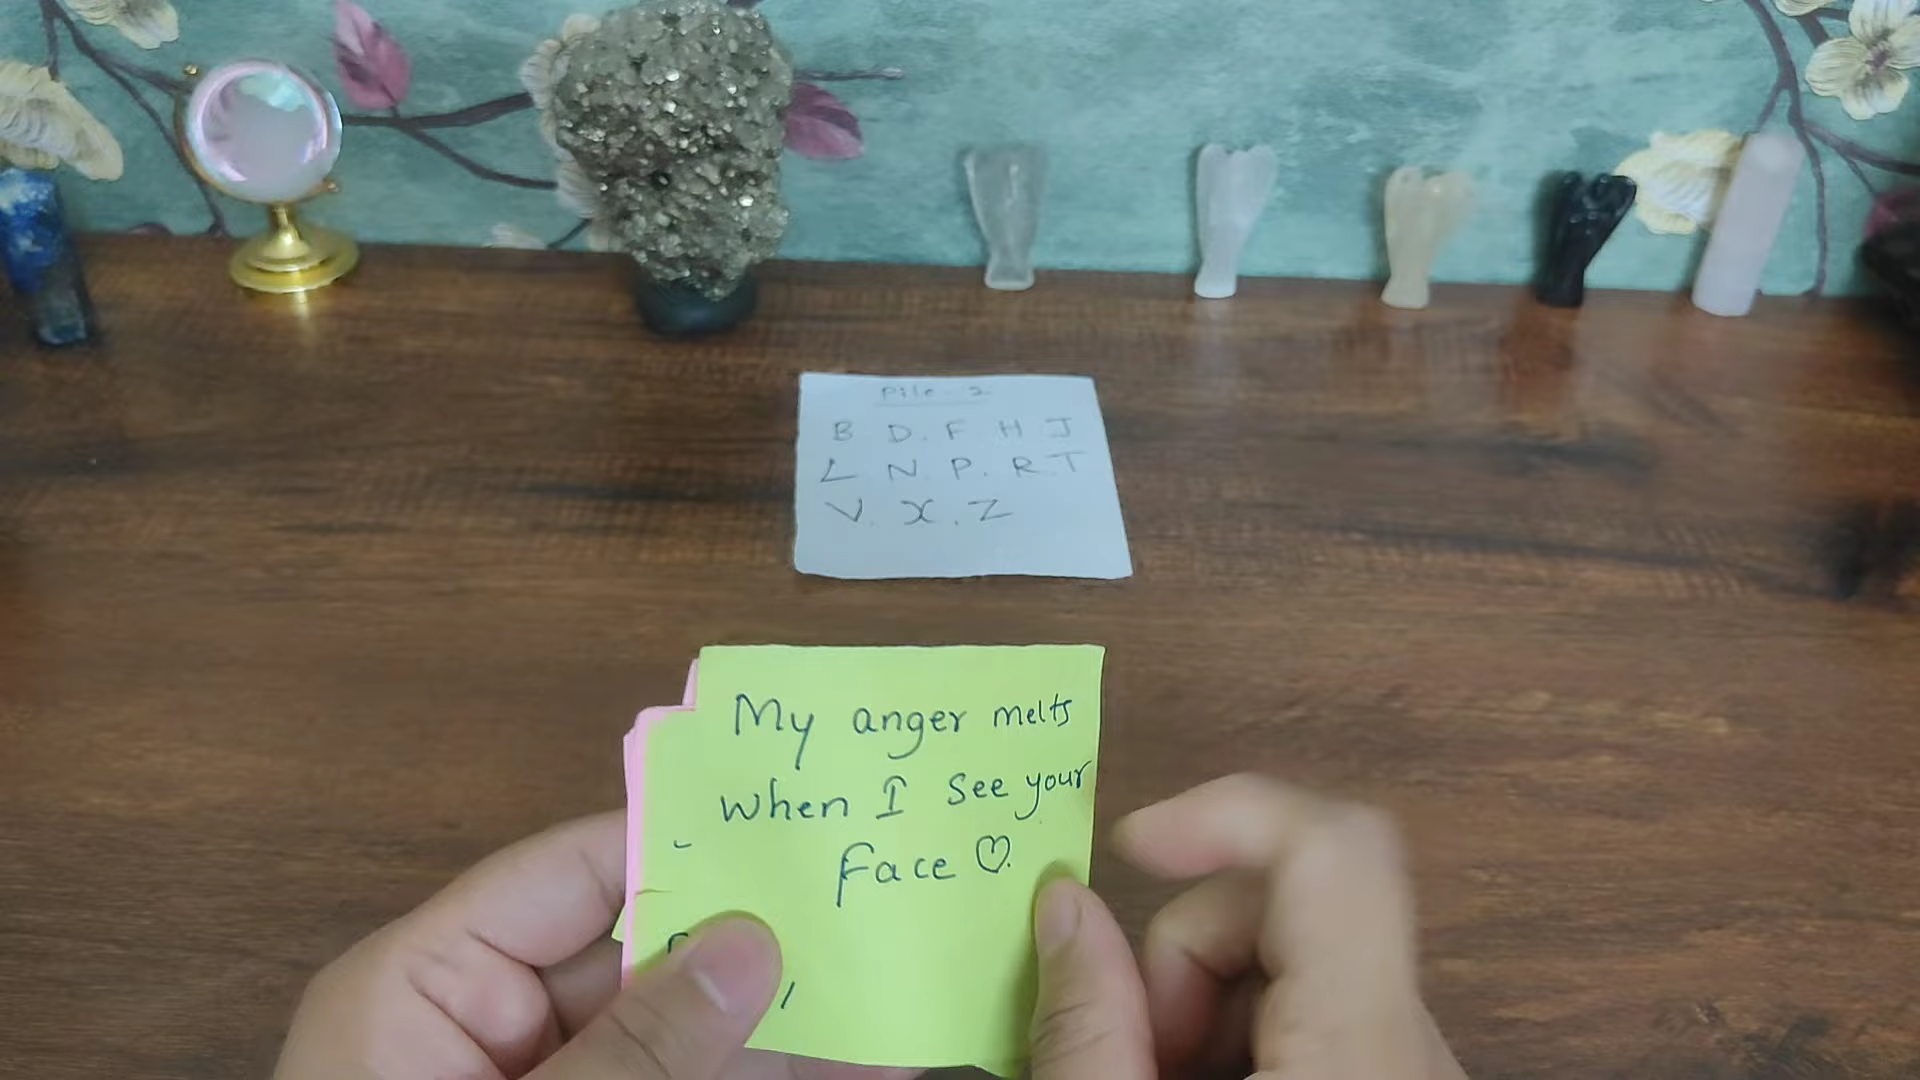 Pile - 2
B D. F H J
L N. P. R T
V. X. Z
My anger melts
when I see your
face ♡.